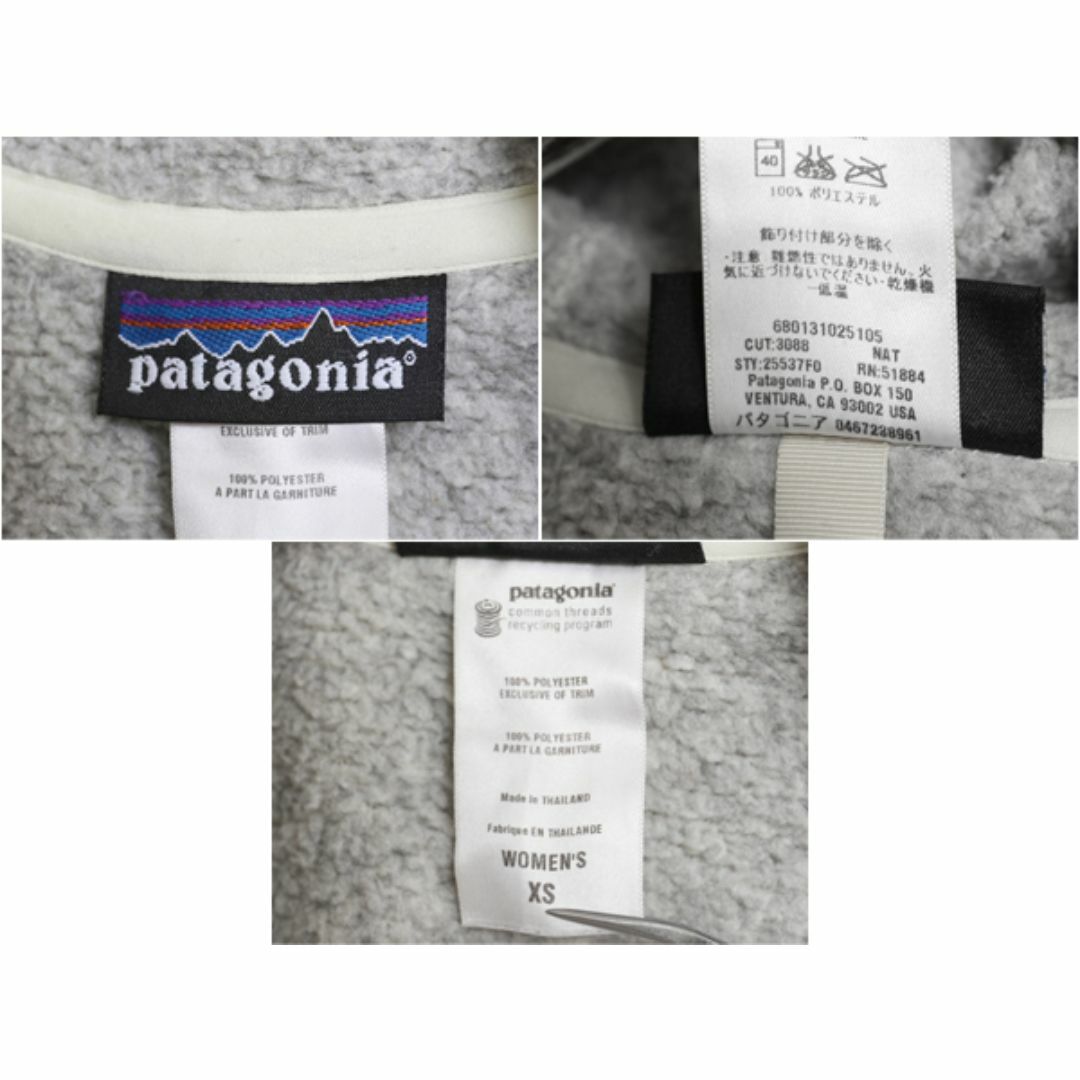 patagonia®
EXCLUSIVE OF TRIM
100% POLYESTER
A PART LA GARNITURE
40
100% ポリエステル
飾り付け部分を除く
・注意 難燃性ではありません、火
気に近づけないでください・乾燥機
一低温
680131025105
CUT:3088 NAT
STY:25537F0 RN:51884
Patagonia P.O. BOX 150
VENTURA, CA 93002 USA
パタゴニア 0467238961
patagonia®
common threads
recycling program
100% POLYESTER
EXCLUSIVE OF TRIM
100% POLYESTER
A PART LA GARNITURE
Made in THAILAND
Fabrique EN THAILANDE
WOMEN'S
XS